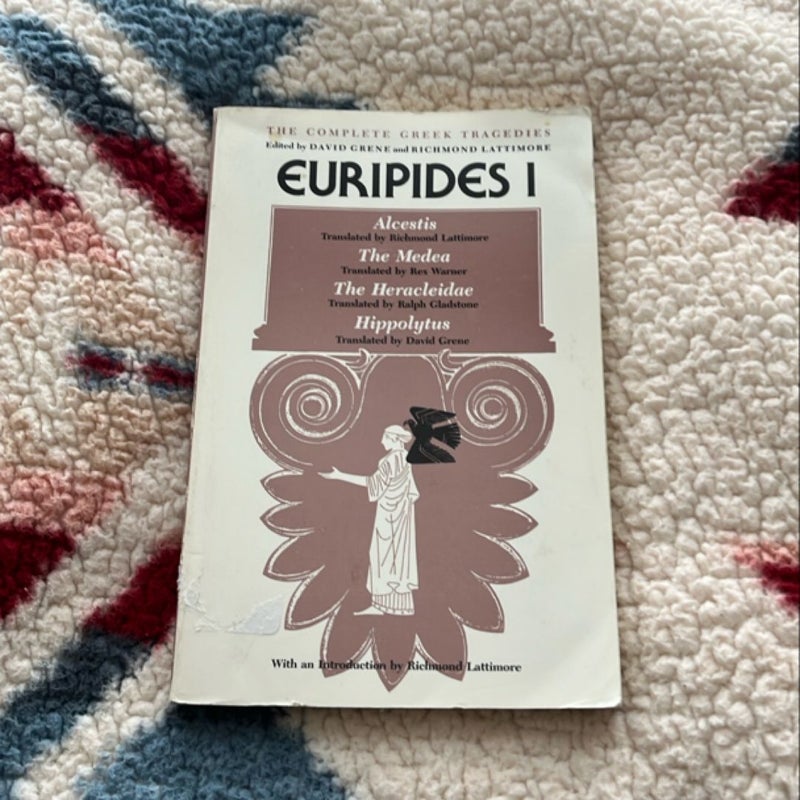 THE COMPLETE GREEK TRAGEDIES
Edited by DAVID GRENE and RICHMOND LATTIMORE
EURIPIDES I
Alcestis
Translated by Richmond Lattimore
The Medea
Translated by Rex Warner
The Heracleidae
Translated by Ralph Gladstone
Hippolytus
Translated by David Grene
With an Introduction by Richmond Lattimore